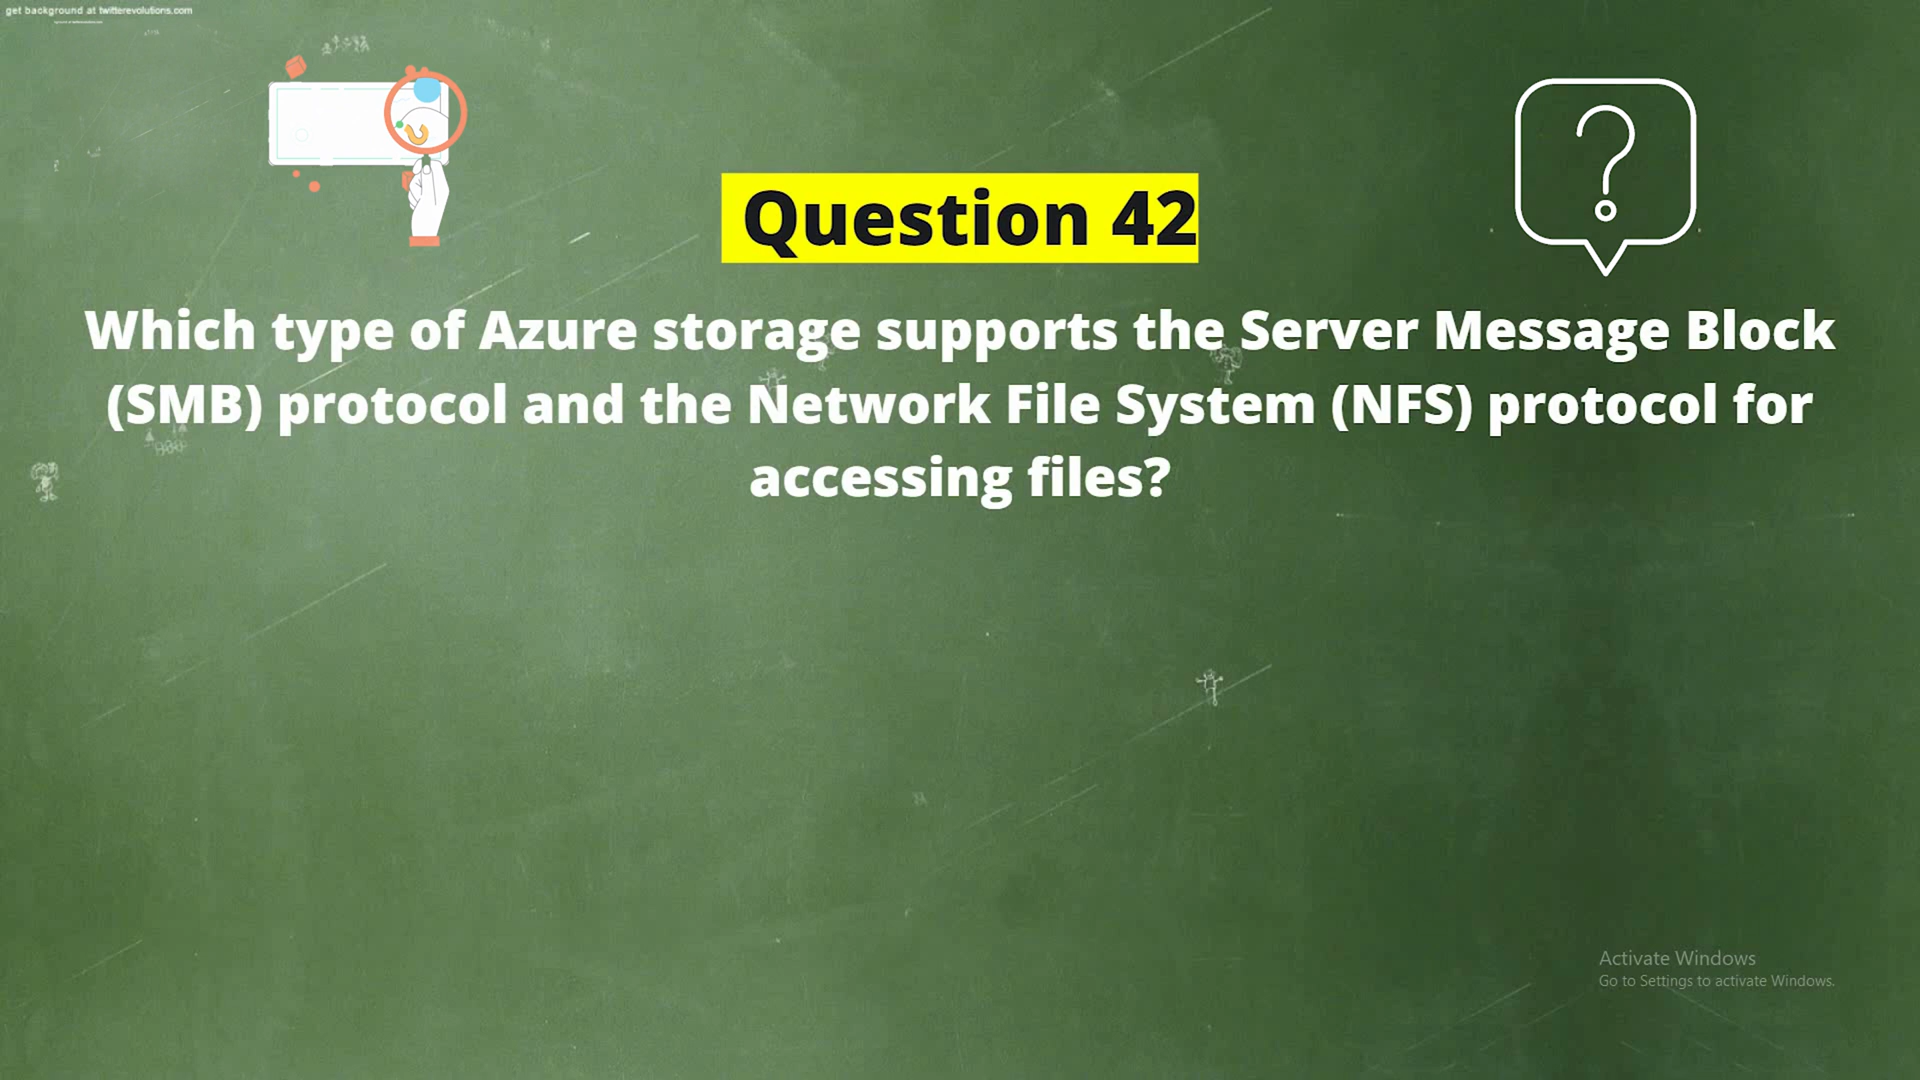 get background at twitterevolutions.com
Question 42
Which type of Azure storage supports the Server Message Block
(SMB) protocol and the Network File System (NFS) protocol for
accessing files?
Activate Windows
Go to Settings to activate Windows.